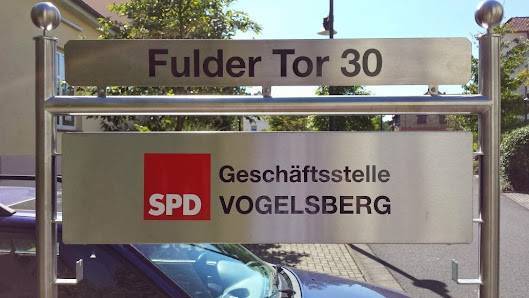 Fulder Tor 30
SPD Geschäftsstelle
VOGELSBERG